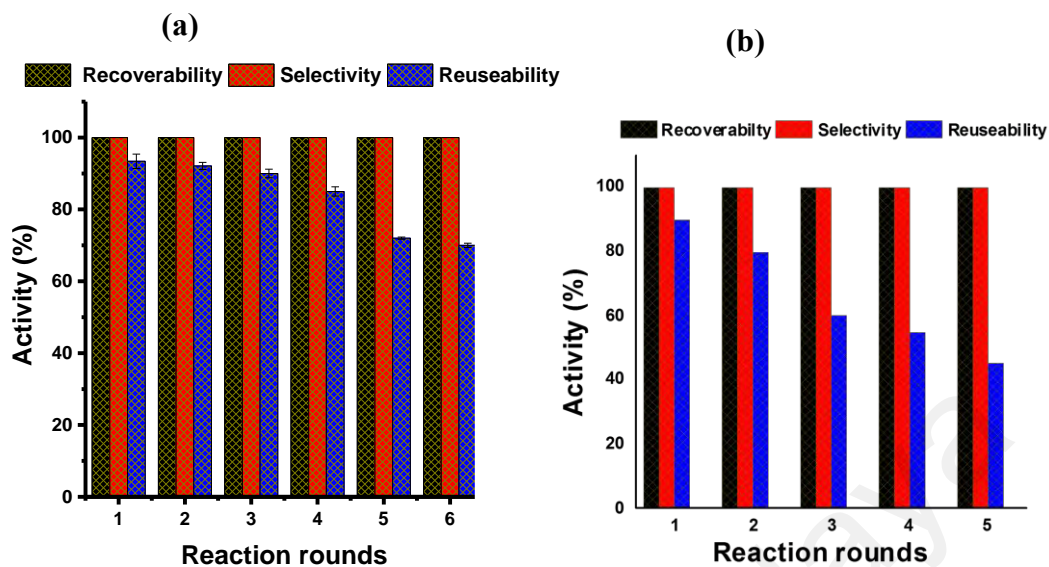 (a)
Recoverability Selectivity Reuseability
Activity (%)
100
80
60
40
20
0
1 2 3 4 5 6
Reaction rounds
(b)
Recoverabilty Selectivity Reuseability
Activity (%)
100
80
60
40
20
0
1 2 3 4 5
Reaction rounds